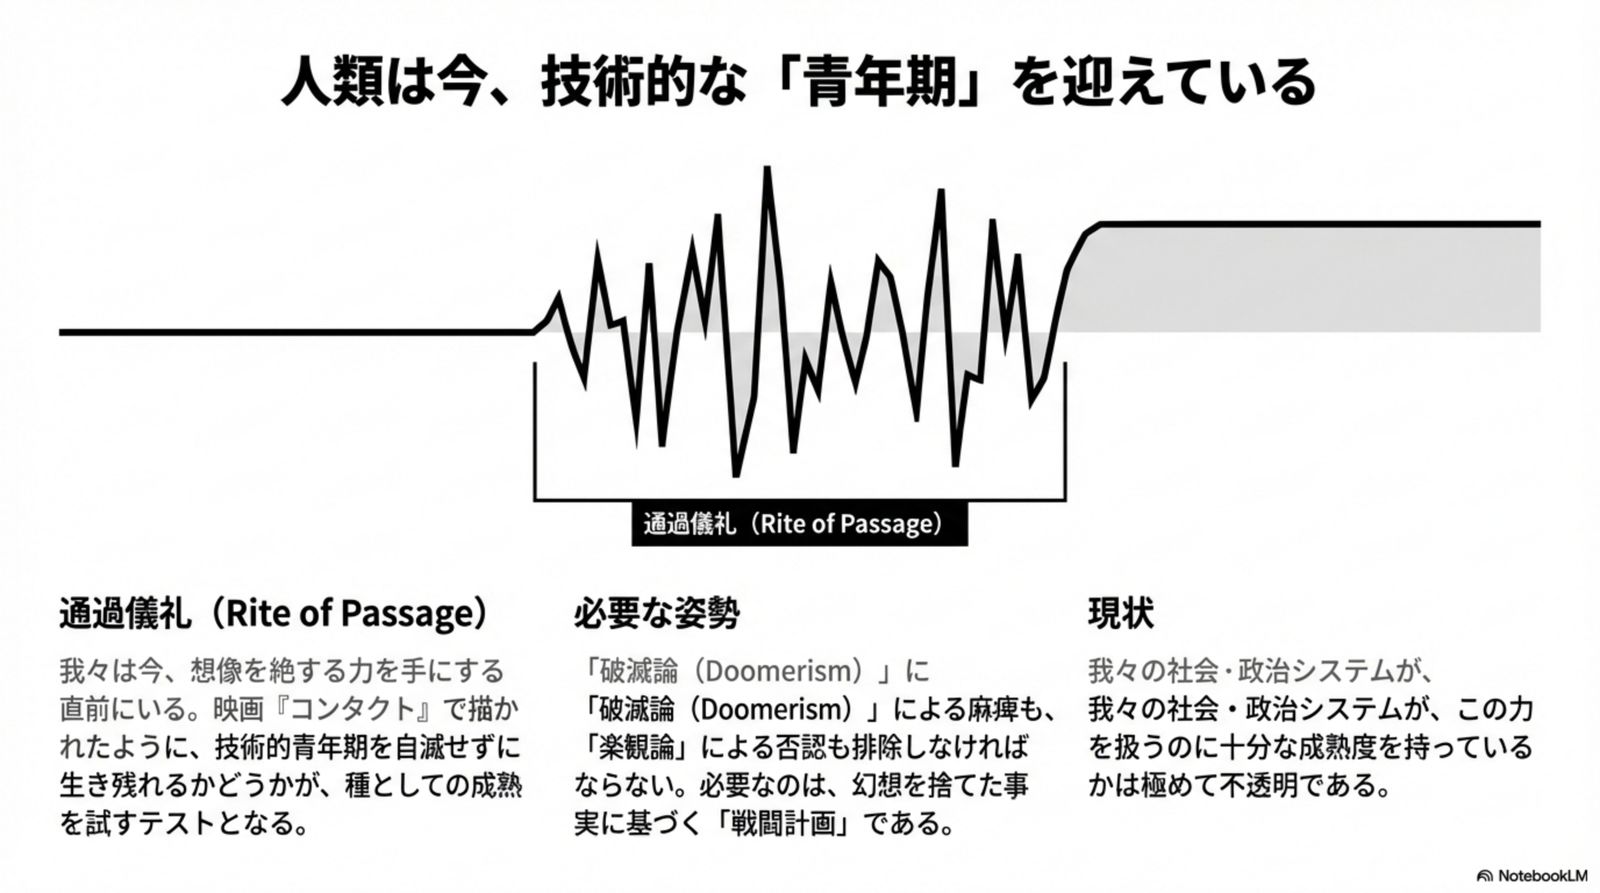 人類は今、技術的な「青年期」を迎えている
通過儀礼（Rite of Passage）
通過儀礼（Rite of Passage）
我々は今、想像を絶する力を手にする
直前にいる。映画『コンタクト』で描か
れたように、技術的青年期を自滅せずに
生き残れるかどうかが、種としての成熟
を試すテストとなる。
必要な姿勢
「破滅論（Doomerism）」に
「破滅論（Doomerism）」による麻痺も、
「楽観論」による否認も排除しなければ
ならない。必要なのは、幻想を捨てた事
実に基づく「戦闘計画」である。
現状
我々の社会・政治システムが、
我々の社会・政治システムが、この力
を扱うのに十分な成熟度を持っている
かは極めて不透明である。
NotebookLM